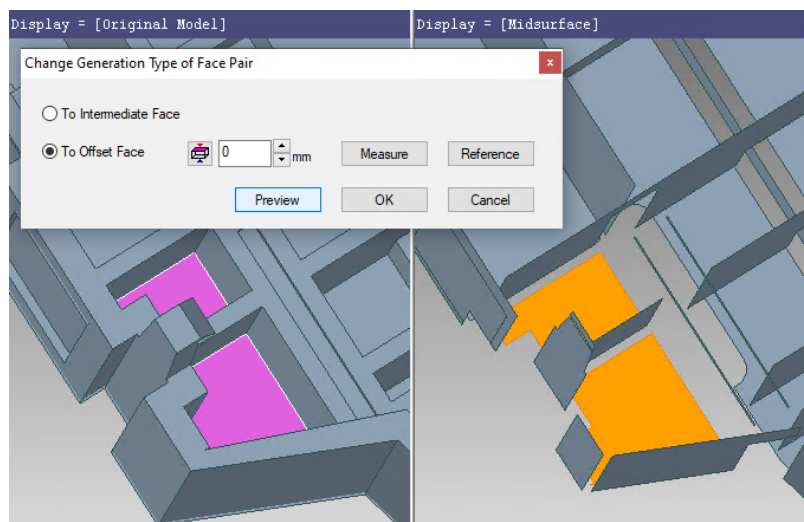 Display = [Original Model]
Display = [Midsurface]
Change Generation Type of Face Pair
x
To Intermediate Face
To Offset Face
0
mm
Measure
Reference
Preview
OK
Cancel